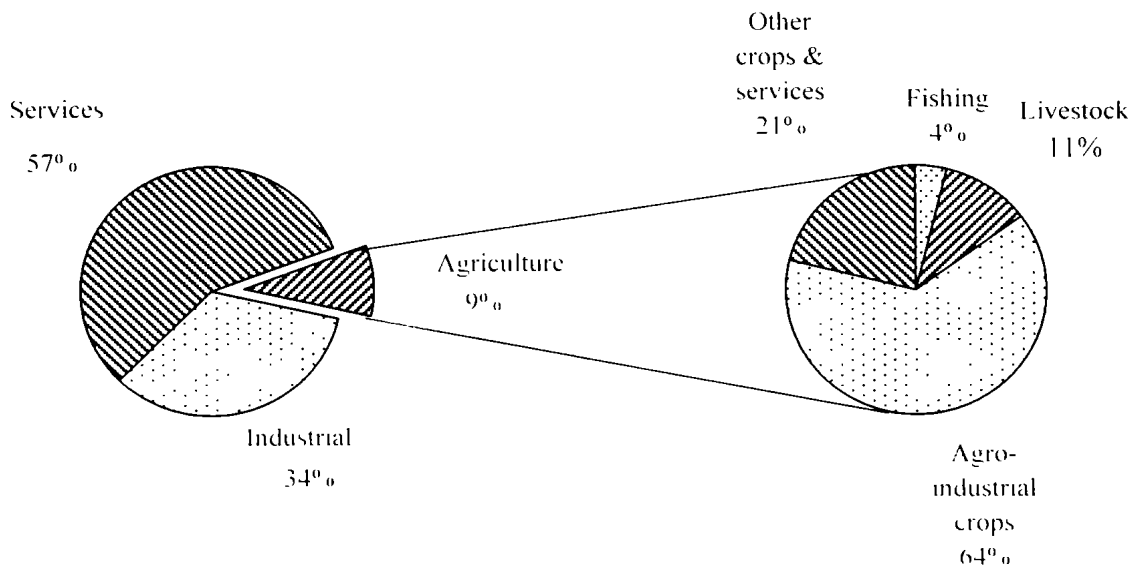 Services
57%
Agriculture
9%
Industrial
34%
Other
crops &
services
21%
Fishing
4%
Livestock
11%
Agro-
industrial
crops
64%